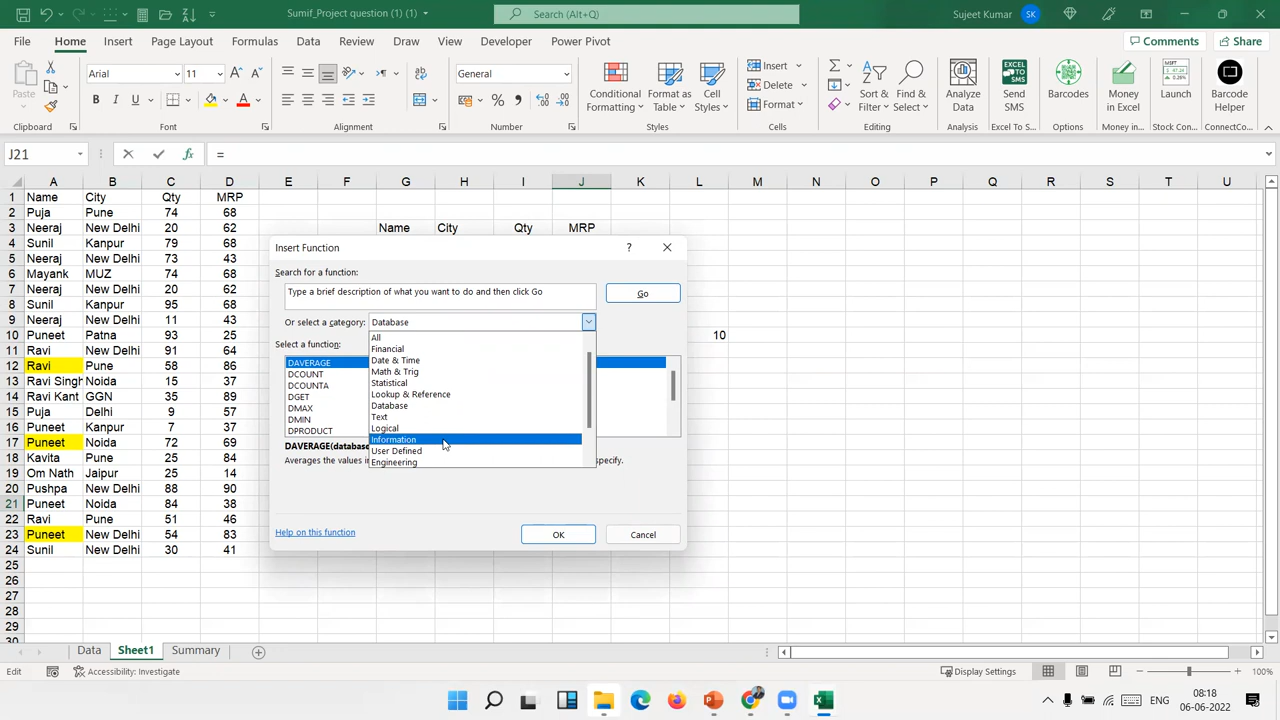 Sumif_Project question (1) (1)
Search (Alt+Q)
Sujeet Kumar SK
File Home Insert Page Layout Formulas Data Review Draw View Developer Power Pivot Comments Share
Paste
Arial 11
General
Conditional Formatting
Format as Table
Cell Styles
Insert
Delete
Format
Sort & Filter
Find & Select
Analyze Data
Send SMS
Barcodes
Money in Excel
Launch
Barcode Helper
Clipboard Font Alignment Number Styles Cells Editing Analysis Excel To S... Options Money in... Stock Con... ConnectCo...
J21 fx =
A B C D E F G H I J K L M N O P Q R S T U
1 Name City Qty MRP
2 Puja Pune 74 68
3 Neeraj New Delhi 20 62 Name City Qty MRP
4 Sunil Kanpur 79 68
5 Neeraj New Delhi 73 43
6 Mayank MUZ 74 68
7 Neeraj New Delhi 20 62
8 Sunil Kanpur 95 68
9 Neeraj New Delhi 11 43
10 Puneet Patna 93 25 10
11 Ravi New Delhi 91 64
12 Ravi Pune 58 86
13 Ravi Singh Noida 15 37
14 Ravi Kant GGN 35 89
15 Puja Delhi 9 57
16 Puneet Kanpur 7 37
17 Puneet Noida 72 69
18 Kavita Pune 25 84
19 Om Nath Jaipur 25 14
20 Pushpa New Delhi 88 90
21 Puneet Noida 84 38
22 Ravi Pune 51 46
23 Puneet New Delhi 54 83
24 Sunil New Delhi 30 41
25
26
27
28
29
30
Insert Function ?
Search for a function:
Type a brief description of what you want to do and then click Go
Go
Or select a category: Database
All
Financial
Date & Time
Math & Trig
Statistical
Lookup & Reference
Database
Text
Logical
Information
User Defined
Engineering
Select a function:
DAVERAGE
DCOUNT
DCOUNTA
DGET
DMAX
DMIN
DPRODUCT
DAVERAGE(database
Averages the values i specify.
Help on this function
OK Cancel
Data Sheet1 Summary
Edit Accessibility: Investigate Display Settings 100%
ENG
08:18
06-06-2022